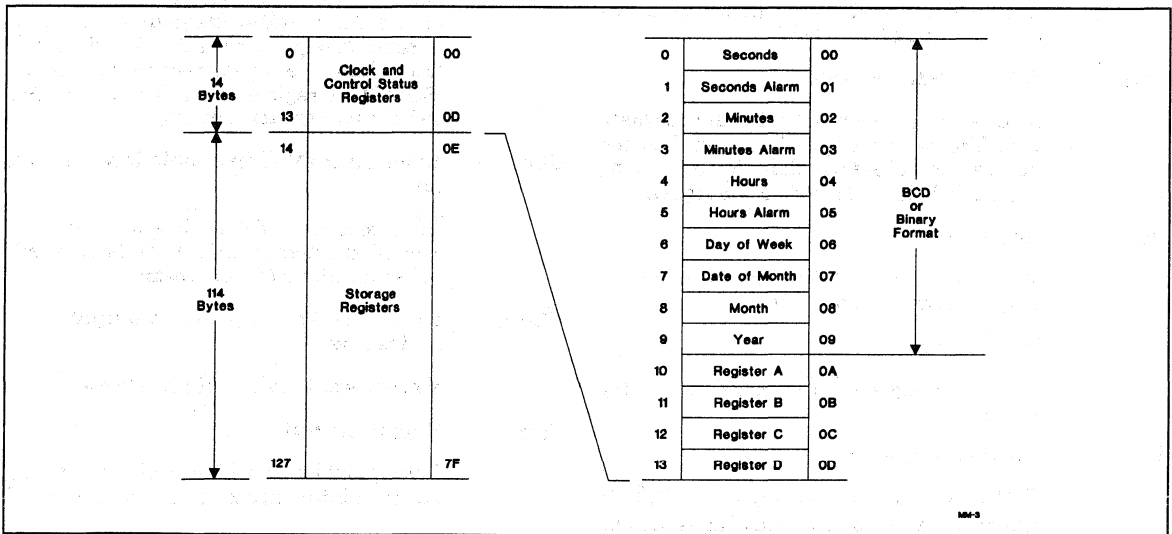 0 00
Clock and
Control Status
Registers
14
Bytes
13 0D
14 0E
114
Bytes
Storage
Registers
127 7F
0 Seconds 00
1 Seconds Alarm 01
2 Minutes 02
3 Minutes Alarm 03
4 Hours 04
5 Hours Alarm 05
6 Day of Week 06
7 Date of Month 07
8 Month 08
9 Year 09
10 Register A 0A
11 Register B 0B
12 Register C 0C
13 Register D 0D
BCD
or
Binary
Format
MM-3